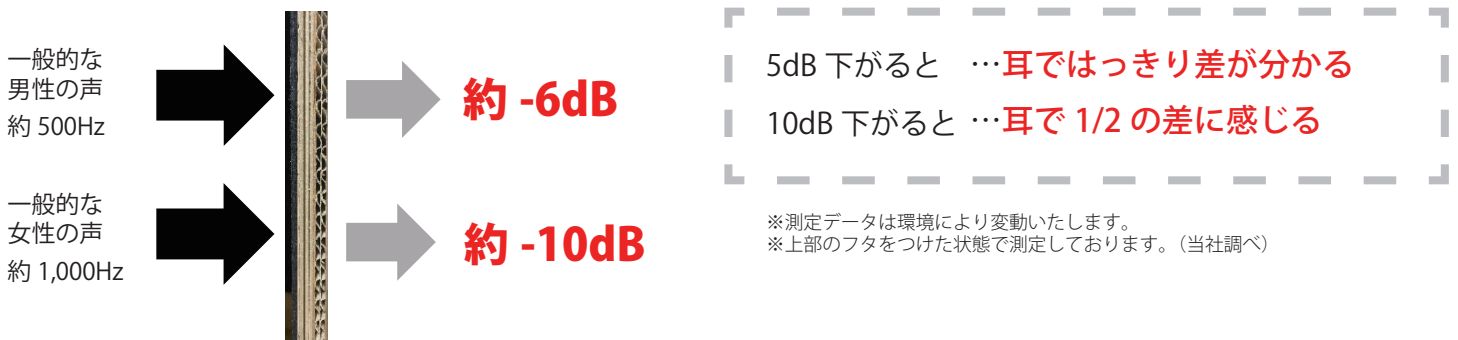 一般的な
男性の声
約 500Hz
約 -6dB
一般的な
女性の声
約 1,000Hz
約 -10dB
5dB 下がると …耳ではっきり差が分かる
10dB 下がると …耳で 1/2 の差に感じる
※測定データは環境により変動いたします。
※上部のフタをつけた状態で測定しております。（当社調べ）